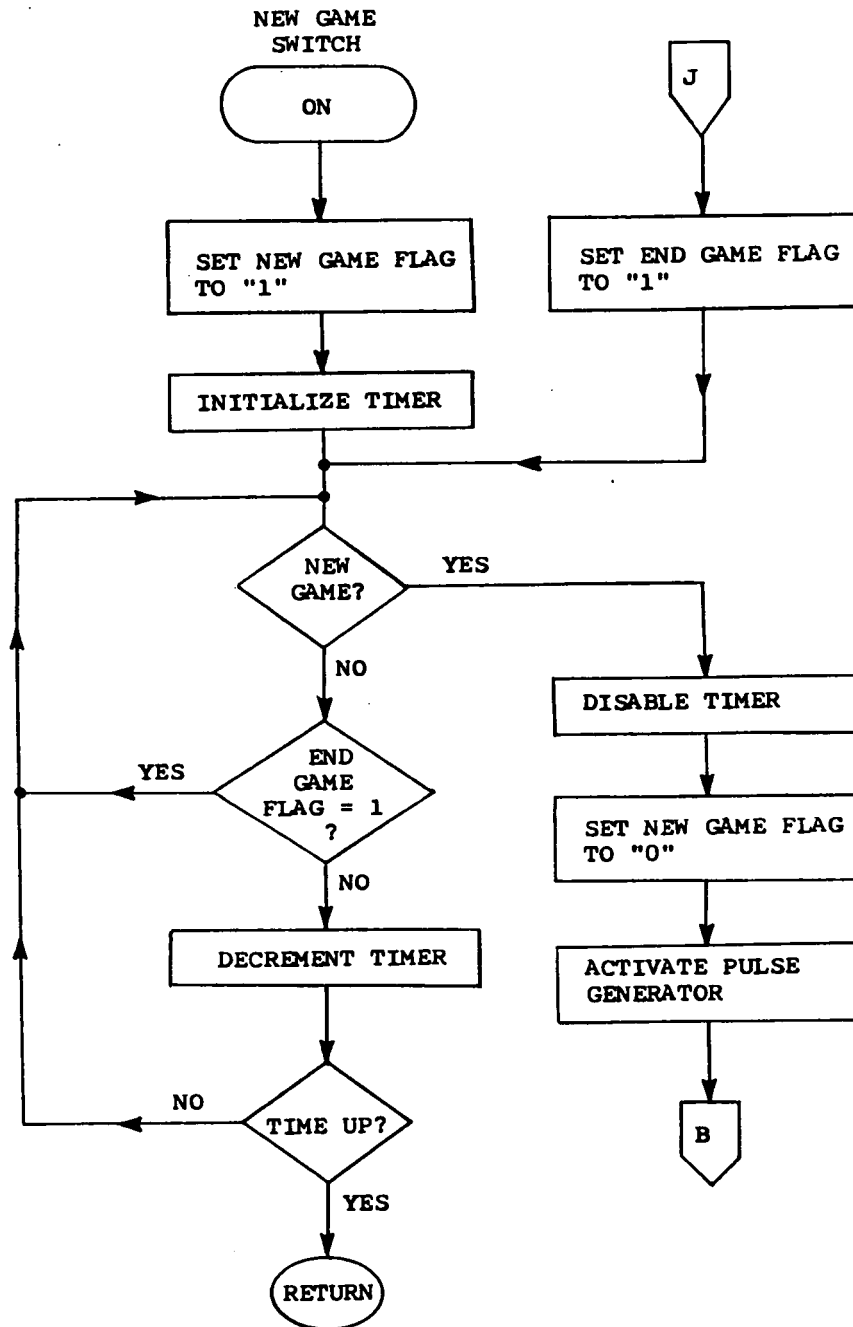 NEW GAME
SWITCH
ON
J
SET NEW GAME FLAG
TO "1"
SET END GAME FLAG
TO "1"
INITIALIZE TIMER
NEW
GAME?
YES
NO
DISABLE TIMER
END
GAME
FLAG = 1
?
YES
SET NEW GAME FLAG
TO "0"
NO
DECREMENT TIMER
ACTIVATE PULSE
GENERATOR
NO
TIME UP?
B
YES
RETURN